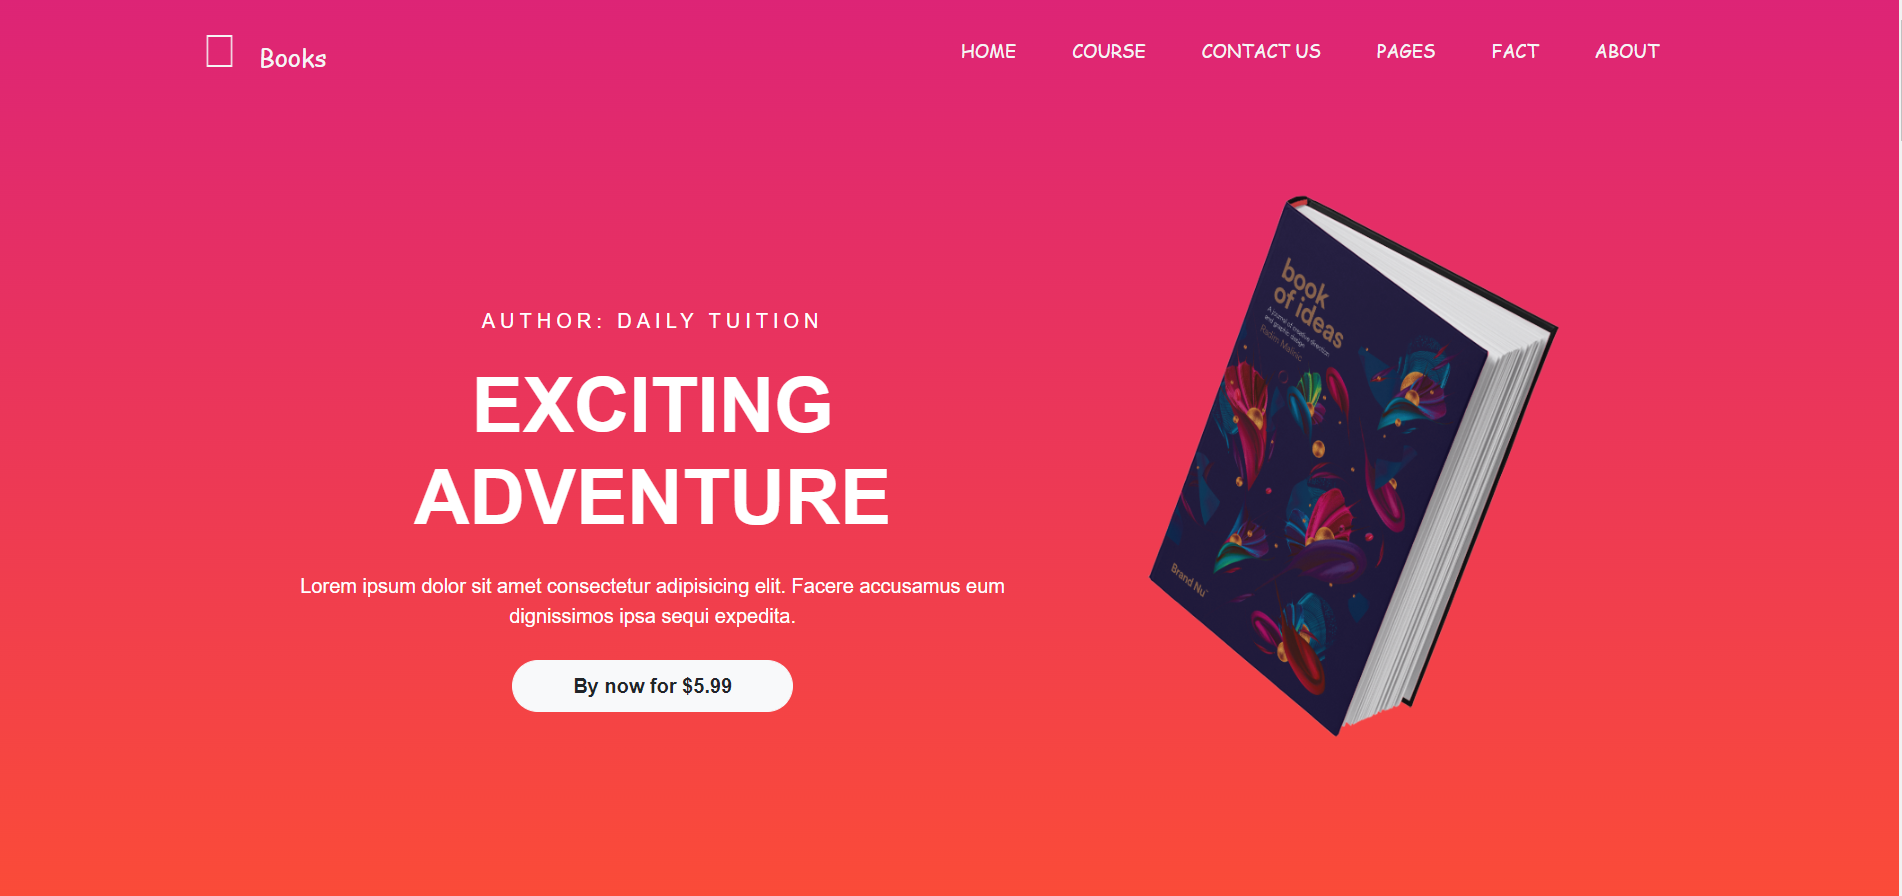 Books
HOME COURSE CONTACT US PAGES FACT ABOUT
AUTHOR: DAILY TUITION
EXCITING
ADVENTURE
Lorem ipsum dolor sit amet consectetur adipisicing elit. Facere accusamus eum
dignissimos ipsa sequi expedita.
By now for $5.99
book
of ideas
A journal of creative direction
and graphic design
Radim Malinic
Brand Nu™